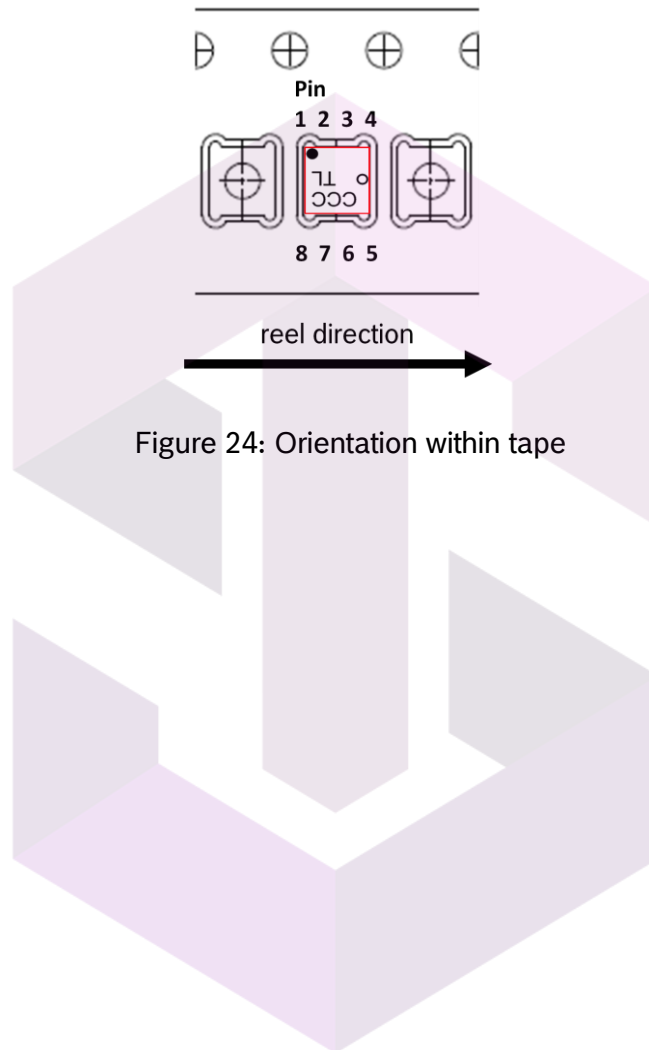 Pin
1 2 3 4
TL
CCC
8 7 6 5
reel direction
Figure 24: Orientation within tape